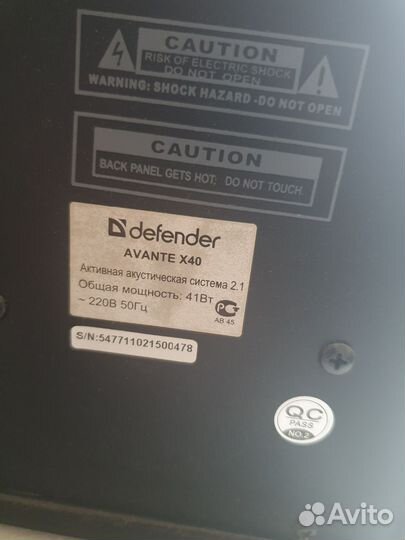 CAUTION
RISK OF ELECTRIC SHOCK
DO NOT OPEN
WARNING: SHOCK HAZARD -DO NOT OPEN
CAUTION
BACK PANEL GETS HOT; DO NOT TOUCH.
defender
AVANTE X40
Активная акустическая система 2.1
Общая мощность: 41Вт
~ 220В 50Гц
АВ 45
S/N:547711021500478
QC
PASS
NO.2
Avito